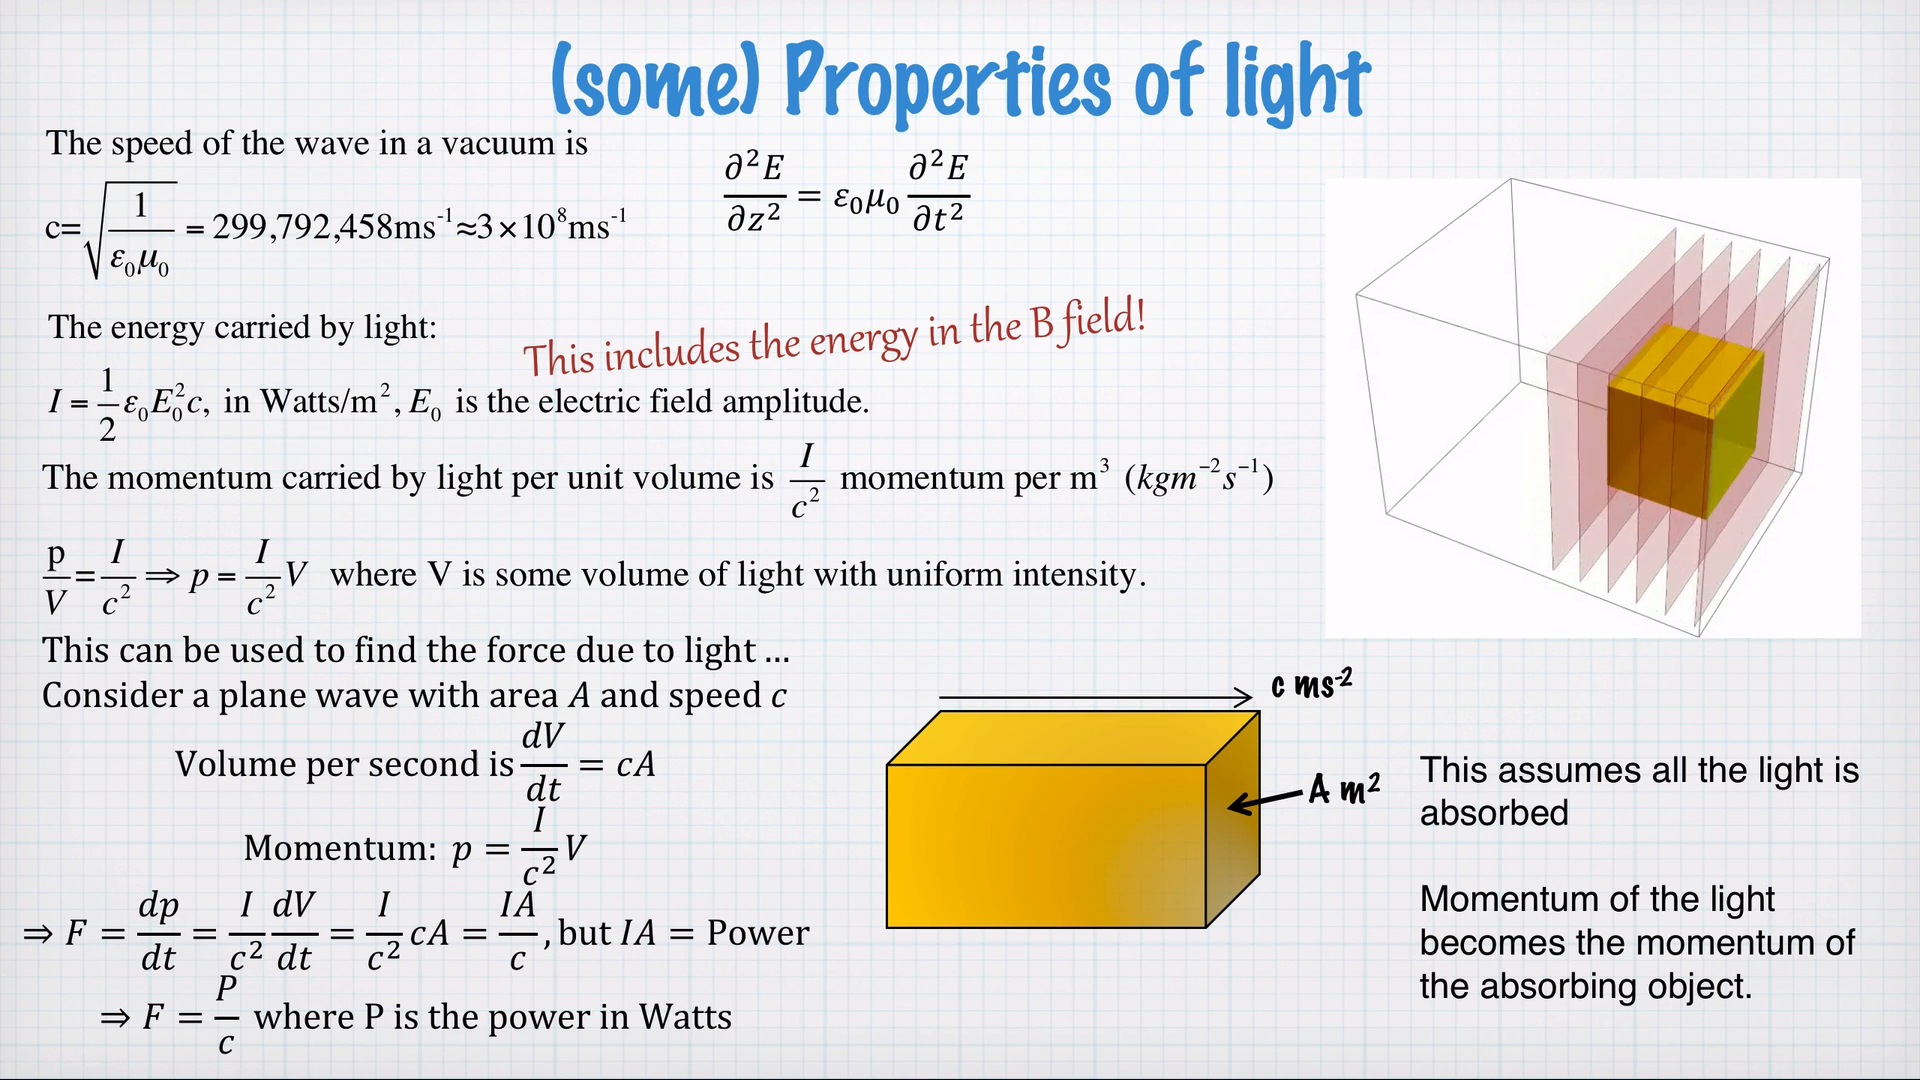 (some) Properties of light
The speed of the wave in a vacuum is
c=√(1/(ε₀μ₀)) = 299,792,458ms⁻¹≈3×10⁸ms⁻¹
∂²E/∂z² = ε₀μ₀ ∂²E/∂t²
The energy carried by light:
This includes the energy in the B field!
I = 1/2 ε₀E₀²c, in Watts/m², E₀ is the electric field amplitude.
The momentum carried by light per unit volume is I/c² momentum per m³ (kgm⁻²s⁻¹)
p/V = I/c² ⇒ p = I/c² V where V is some volume of light with uniform intensity.
This can be used to find the force due to light ...
Consider a plane wave with area A and speed c
Volume per second is dV/dt = cA
Momentum: p = I/c² V
⇒ F = dp/dt = I/c² dV/dt = I/c² cA = IA/c, but IA = Power
⇒ F = P/c where P is the power in Watts
c ms⁻²
A m²
This assumes all the light is
absorbed
Momentum of the light
becomes the momentum of
the absorbing object.